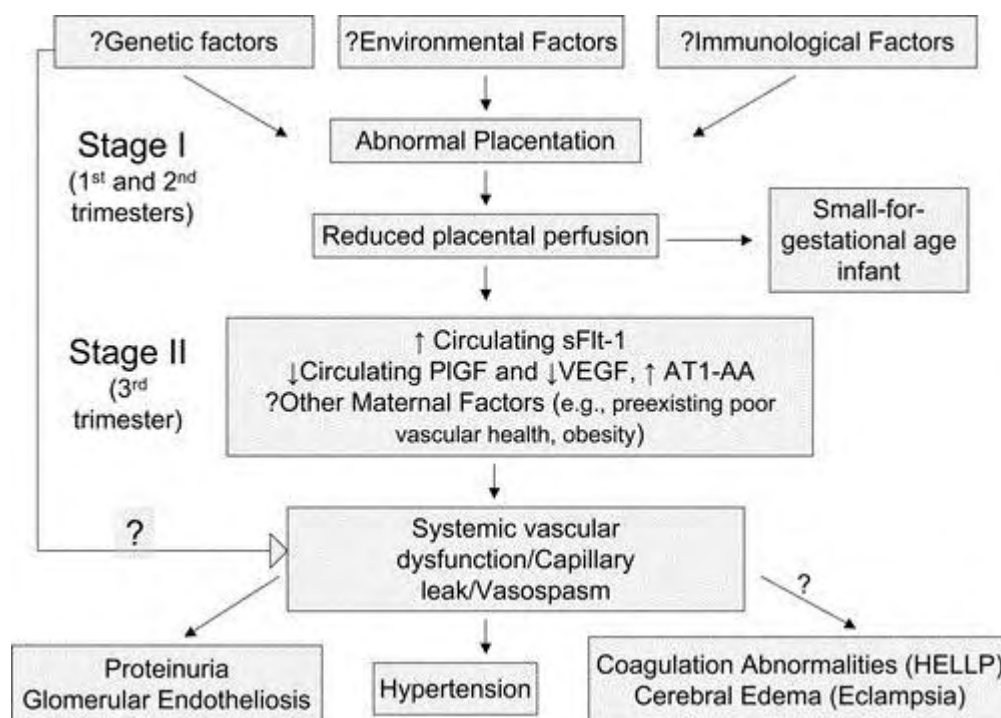 ?Genetic factors
?Environmental Factors
?Immunological Factors
Stage I
(1st and 2nd
trimesters)
Abnormal Placentation
Reduced placental perfusion
Small-for-
gestational age
infant
Stage II
(3rd
trimester)
↑ Circulating sFlt-1
↓Circulating PlGF and ↓VEGF, ↑ AT1-AA
?Other Maternal Factors (e.g., preexisting poor
vascular health, obesity)
?
Systemic vascular
dysfunction/Capillary
leak/Vasospasm
?
Proteinuria
Glomerular Endotheliosis
Hypertension
Coagulation Abnormalities (HELLP)
Cerebral Edema (Eclampsia)